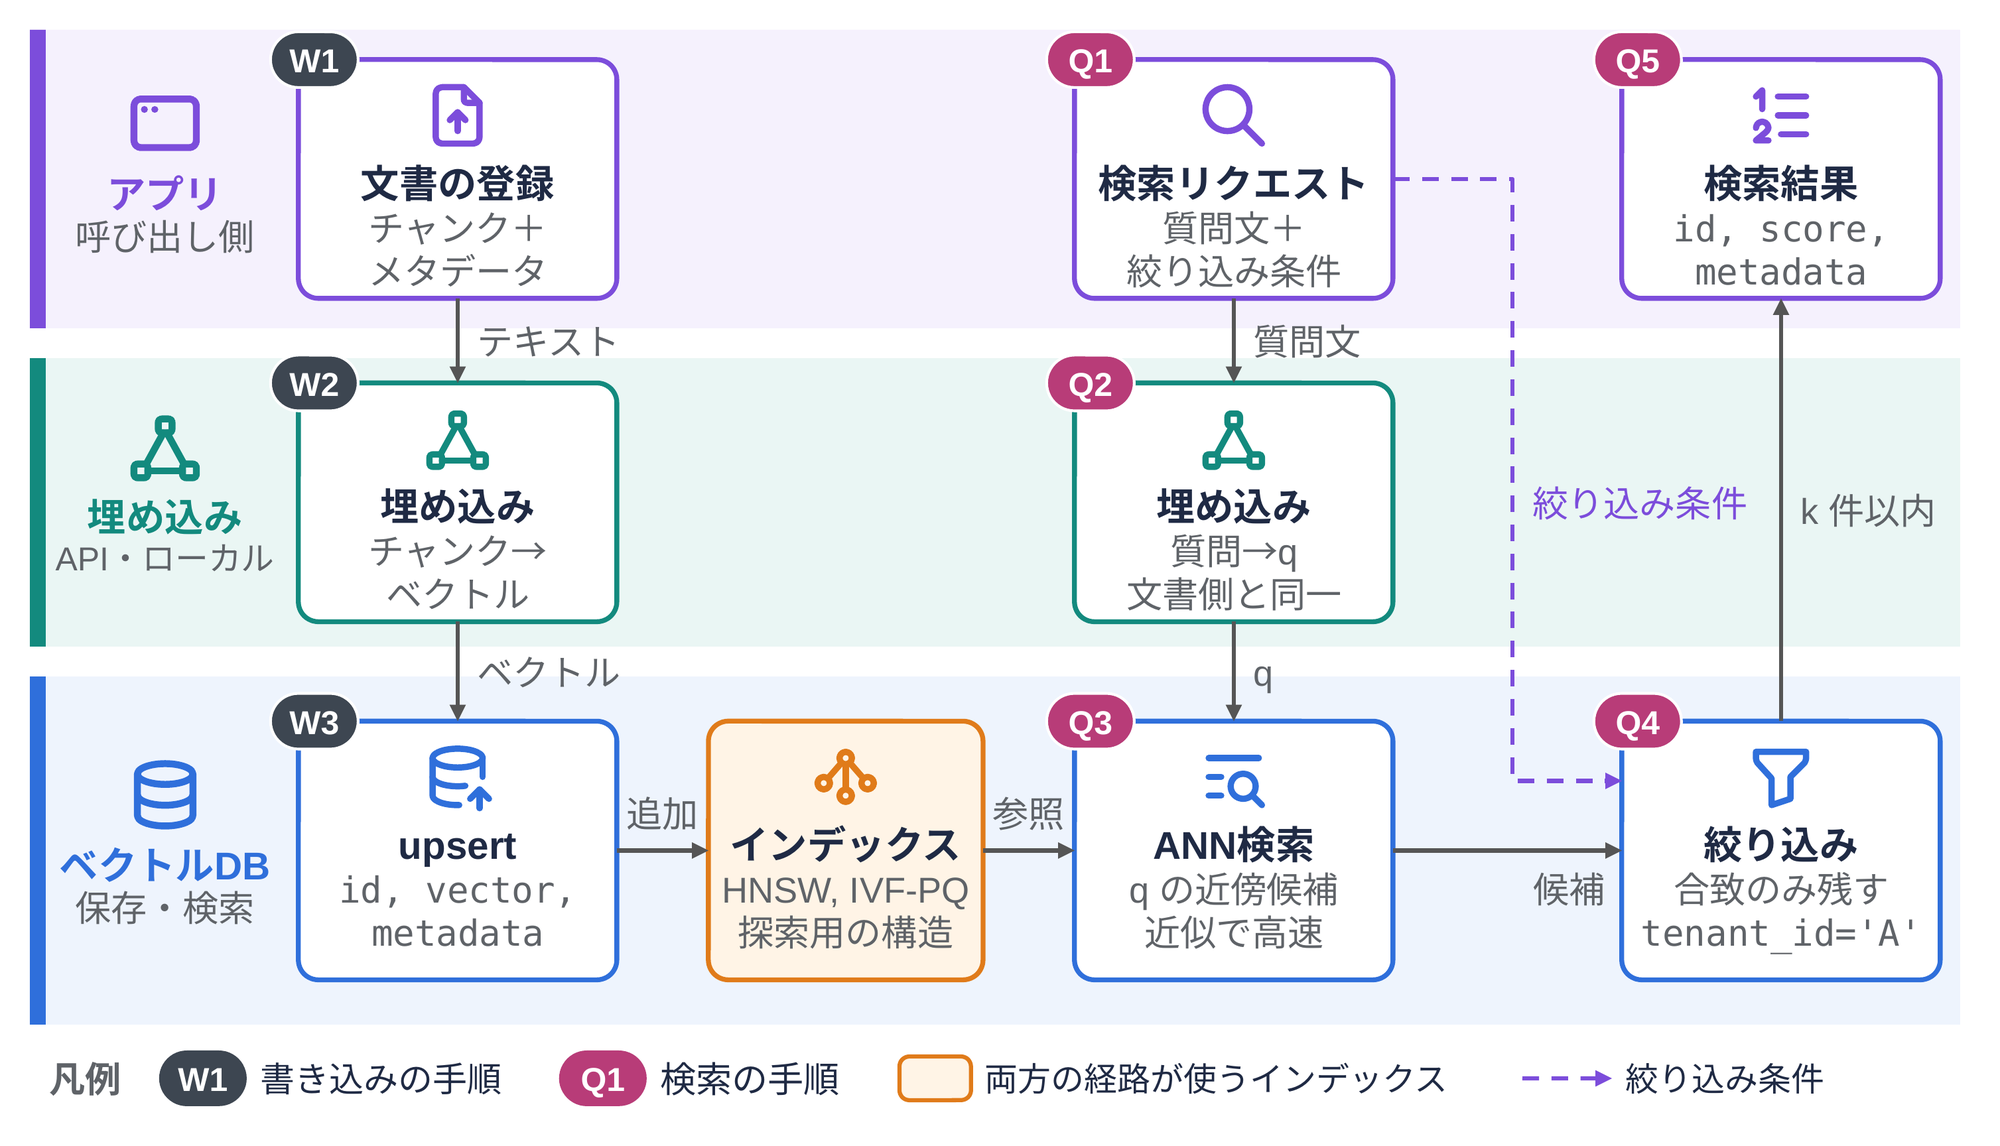 アプリ
呼び出し側
W1
文書の登録
チャンク＋
メタデータ
Q1
検索リクエスト
質問文＋
絞り込み条件
Q5
検索結果
id, score,
metadata
テキスト
質問文
埋め込み
API・ローカル
W2
埋め込み
チャンク→
ベクトル
Q2
埋め込み
質問→q
文書側と同一
絞り込み条件
k 件以内
ベクトル
q
ベクトルDB
保存・検索
W3
upsert
id, vector,
metadata
追加
インデックス
HNSW, IVF-PQ
探索用の構造
参照
Q3
ANN検索
q の近傍候補
近似で高速
候補
Q4
絞り込み
合致のみ残す
tenant_id='A'
凡例
W1 書き込みの手順
Q1 検索の手順
両方の経路が使うインデックス
絞り込み条件